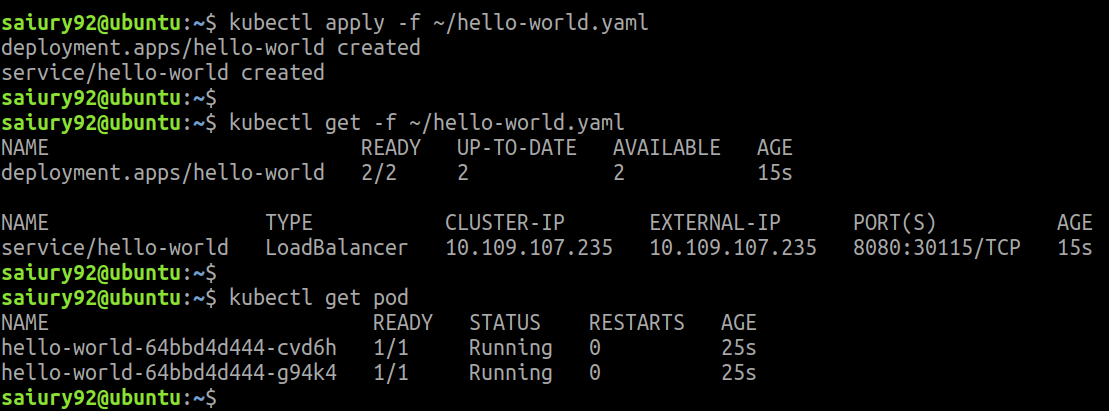 saiury92@ubuntu:~$ kubectl apply -f ~/hello-world.yaml
deployment.apps/hello-world created
service/hello-world created
saiury92@ubuntu:~$
saiury92@ubuntu:~$ kubectl get -f ~/hello-world.yaml
NAME                          READY   UP-TO-DATE   AVAILABLE   AGE
deployment.apps/hello-world   2/2     2            2           15s

NAME                  TYPE           CLUSTER-IP       EXTERNAL-IP      PORT(S)          AGE
service/hello-world   LoadBalancer   10.109.107.235   10.109.107.235   8080:30115/TCP   15s
saiury92@ubuntu:~$
saiury92@ubuntu:~$ kubectl get pod
NAME                           READY   STATUS    RESTARTS   AGE
hello-world-64bbd4d444-cvd6h   1/1     Running   0          25s
hello-world-64bbd4d444-g94k4   1/1     Running   0          25s
saiury92@ubuntu:~$